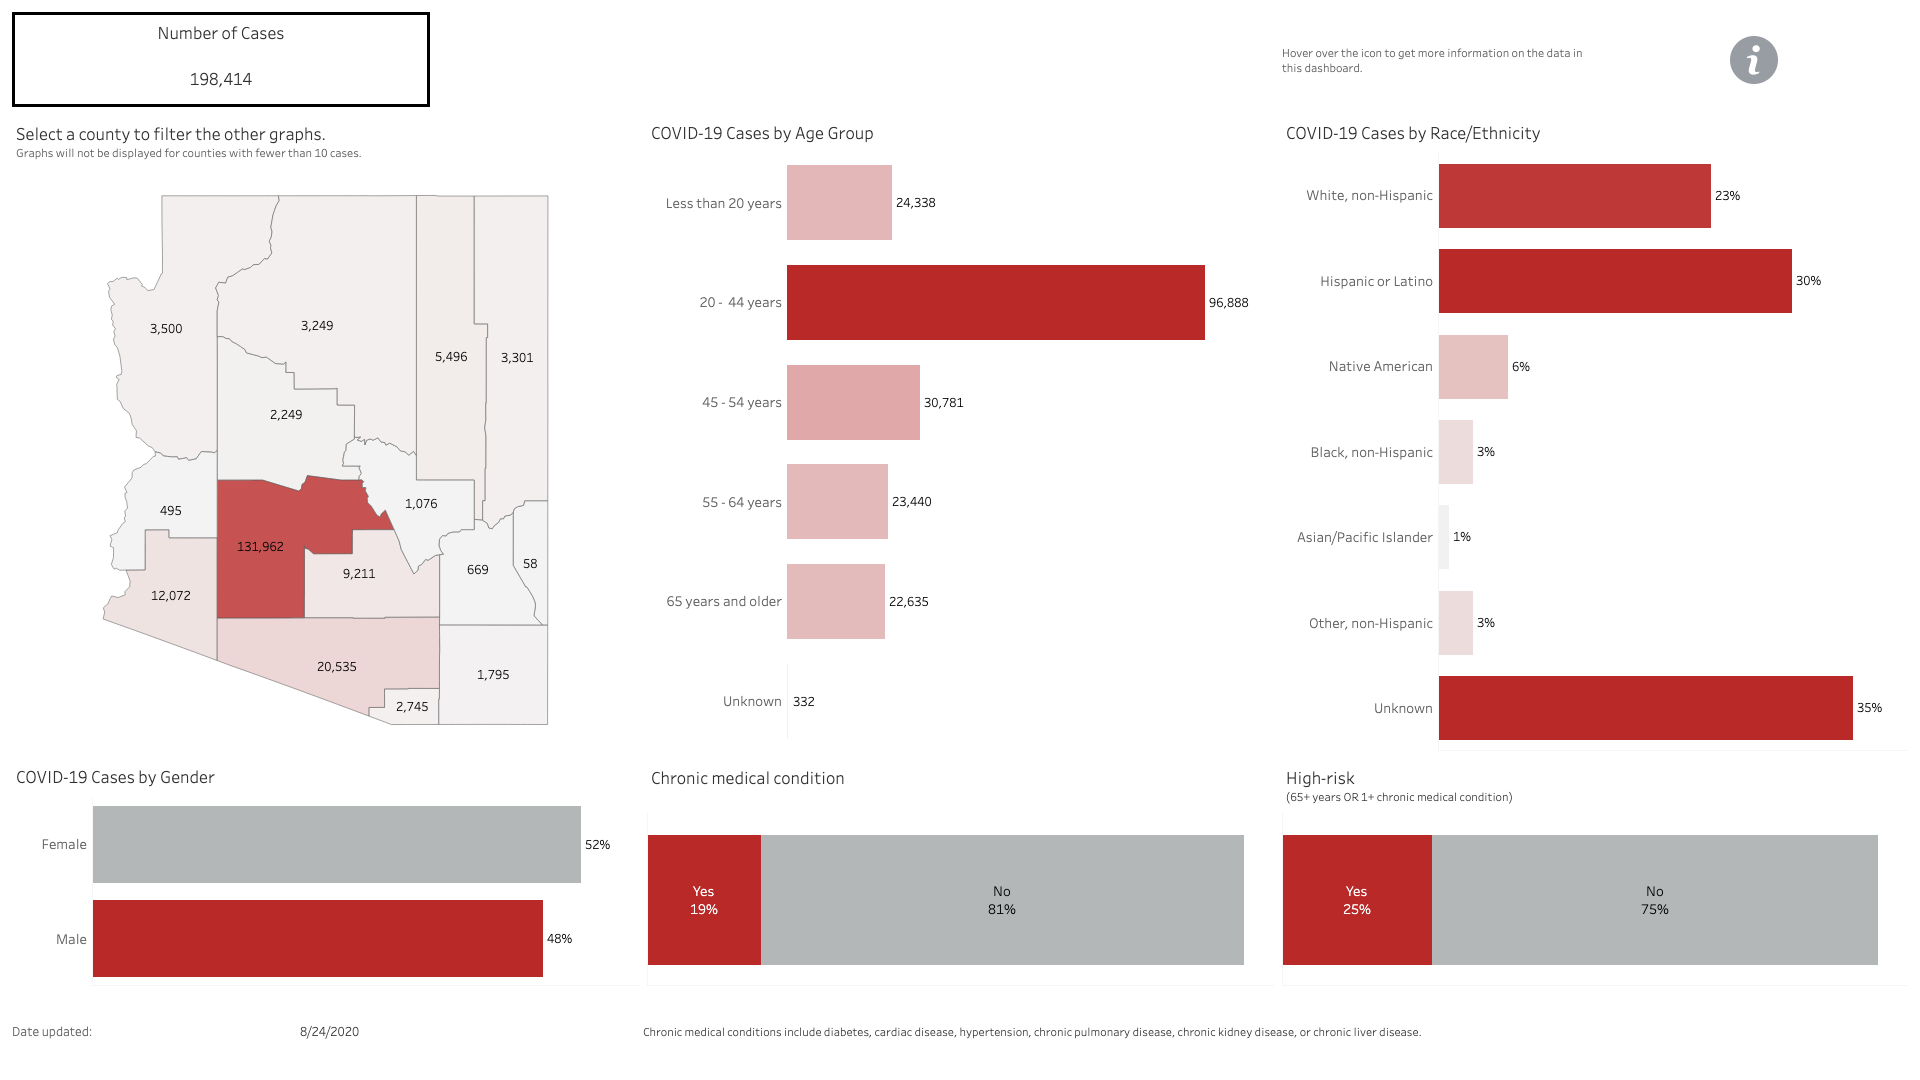 Number of Cases
198,414
Hover over the icon to get more information on the data in
this dashboard.
i
Select a county to filter the other graphs.
Graphs will not be displayed for counties with fewer than 10 cases.
3,500
3,249
5,496
3,301
2,249
495
1,076
131,962
9,211
669
58
12,072
20,535
1,795
2,745
COVID-19 Cases by Age Group
Less than 20 years 24,338
20 - 44 years 96,888
45 - 54 years 30,781
55 - 64 years 23,440
65 years and older 22,635
Unknown 332
COVID-19 Cases by Race/Ethnicity
White, non-Hispanic 23%
Hispanic or Latino 30%
Native American 6%
Black, non-Hispanic 3%
Asian/Pacific Islander 1%
Other, non-Hispanic 3%
Unknown 35%
COVID-19 Cases by Gender
Female 52%
Male 48%
Chronic medical condition
Yes
19%
No
81%
High-risk
(65+ years OR 1+ chronic medical condition)
Yes
25%
No
75%
Date updated: 8/24/2020
Chronic medical conditions include diabetes, cardiac disease, hypertension, chronic pulmonary disease, chronic kidney disease, or chronic liver disease.